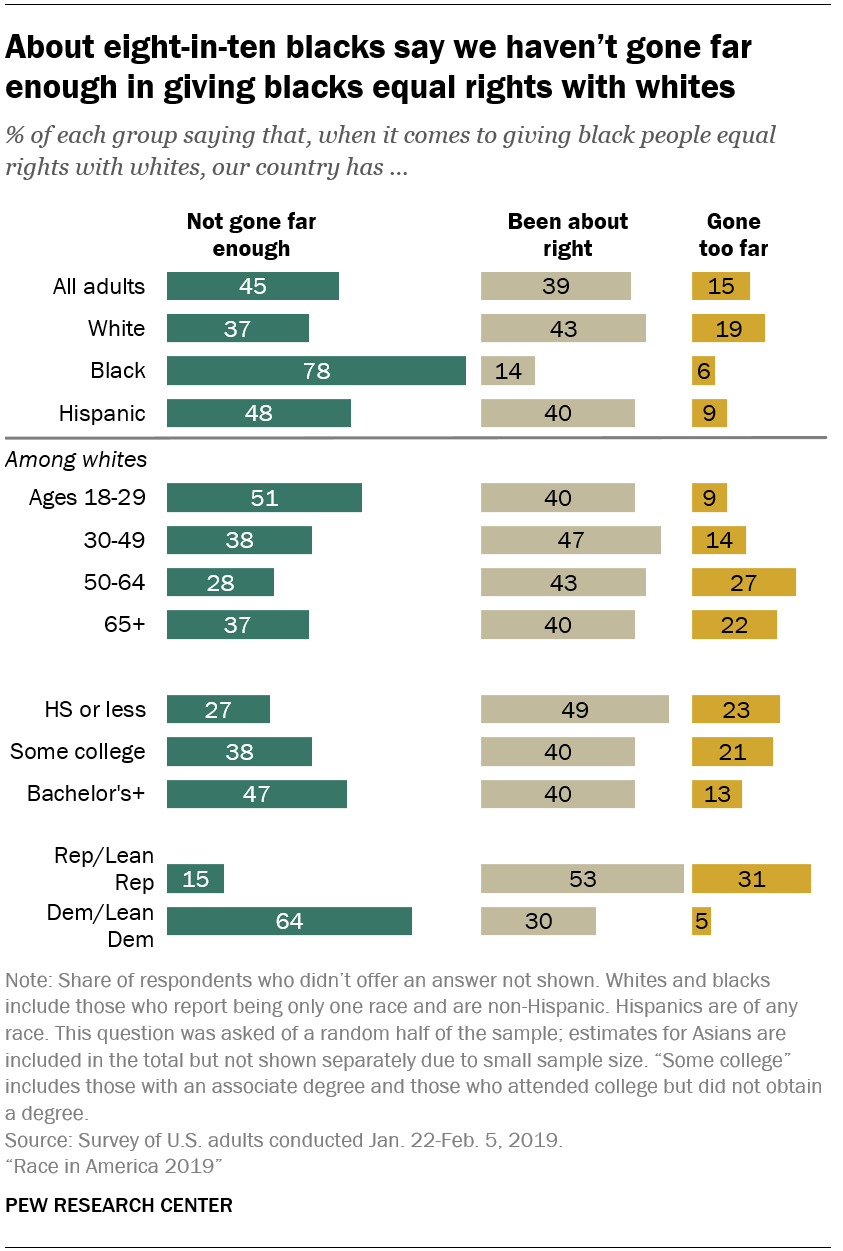 About eight-in-ten blacks say we haven’t gone far
enough in giving blacks equal rights with whites
% of each group saying that, when it comes to giving black people equal
rights with whites, our country has ...
Not gone far enough Been about right Gone too far
All adults 45 39 15
White 37 43 19
Black 78 14 6
Hispanic 48 40 9
Among whites
Ages 18-29 51 40 9
30-49 38 47 14
50-64 28 43 27
65+ 37 40 22
HS or less 27 49 23
Some college 38 40 21
Bachelor's+ 47 40 13
Rep/Lean
Rep 15 53 31
Dem/Lean
Dem 64 30 5
Note: Share of respondents who didn’t offer an answer not shown. Whites and blacks
include those who report being only one race and are non-Hispanic. Hispanics are of any
race. This question was asked of a random half of the sample; estimates for Asians are
included in the total but not shown separately due to small sample size. “Some college”
includes those with an associate degree and those who attended college but did not obtain
a degree.
Source: Survey of U.S. adults conducted Jan. 22-Feb. 5, 2019.
“Race in America 2019”
PEW RESEARCH CENTER